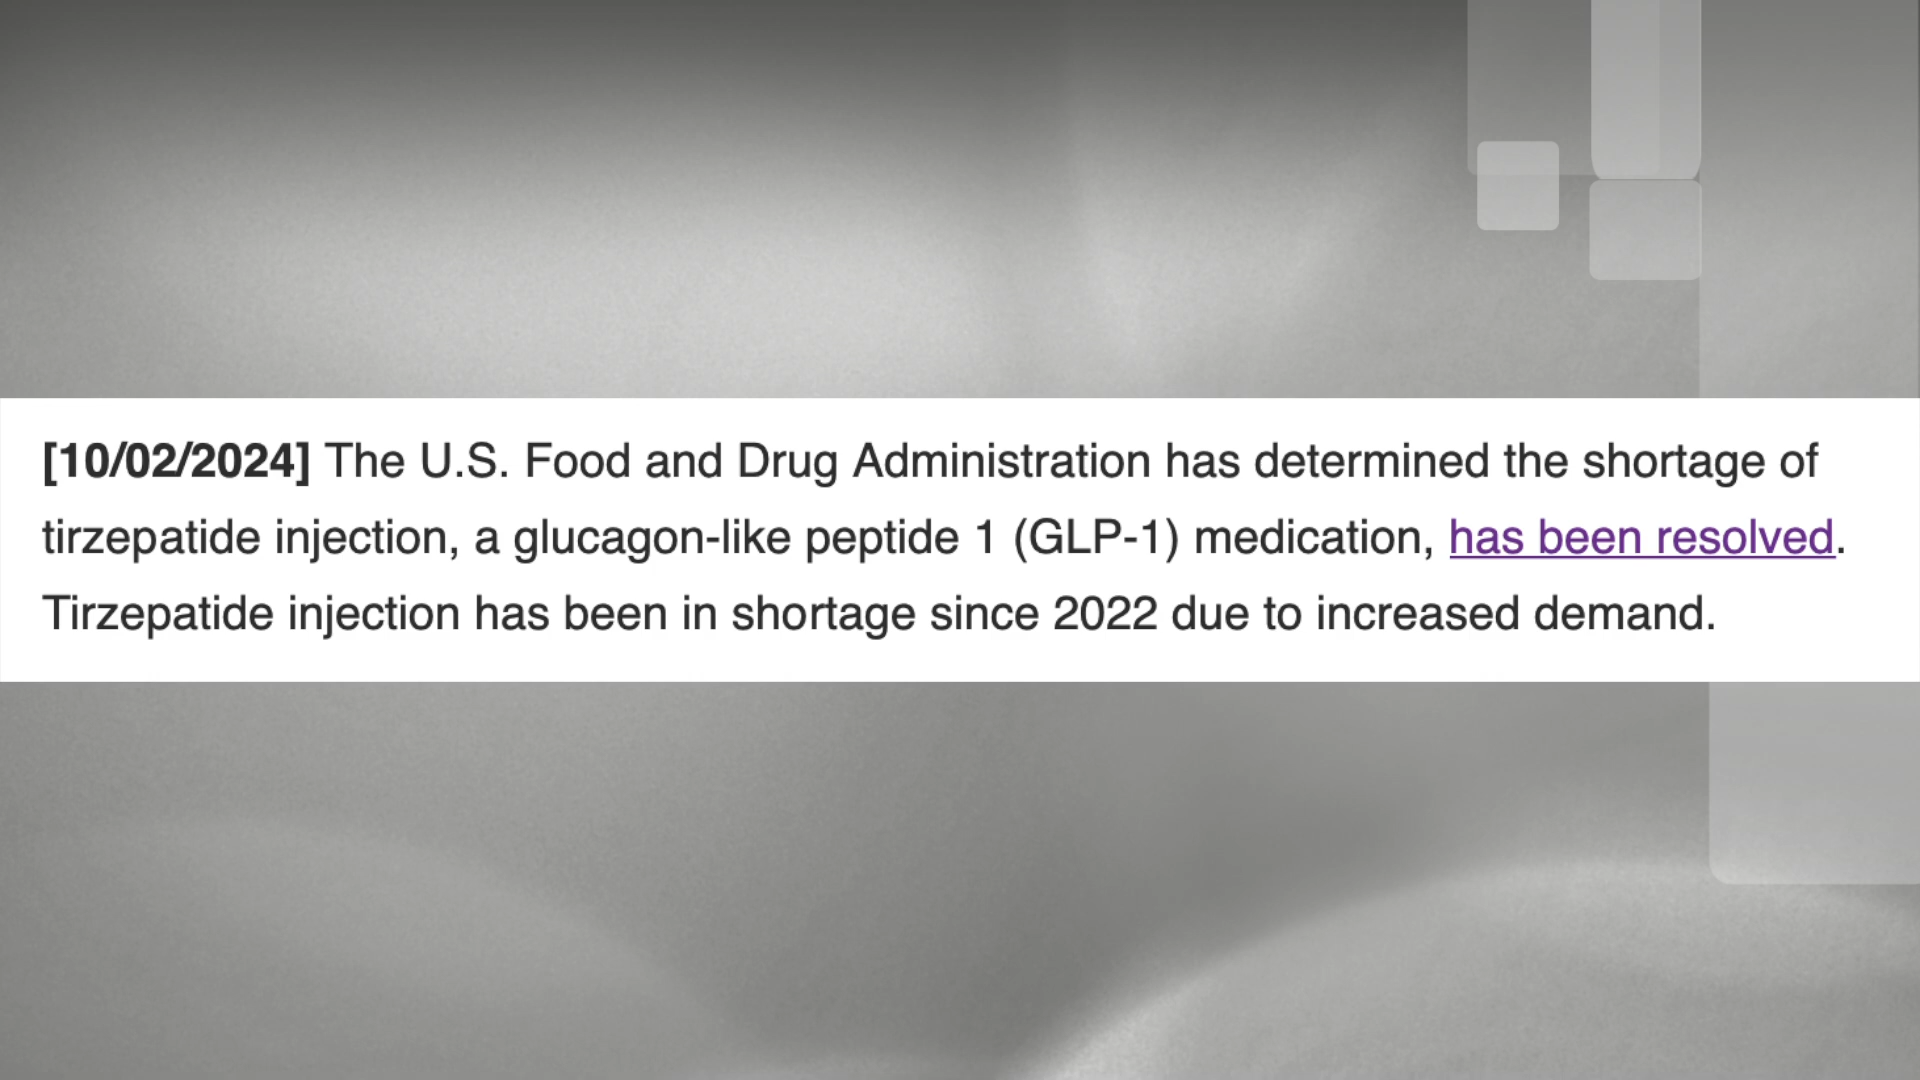 [10/02/2024] The U.S. Food and Drug Administration has determined the shortage of
tirzepatide injection, a glucagon-like peptide 1 (GLP-1) medication, has been resolved.
Tirzepatide injection has been in shortage since 2022 due to increased demand.